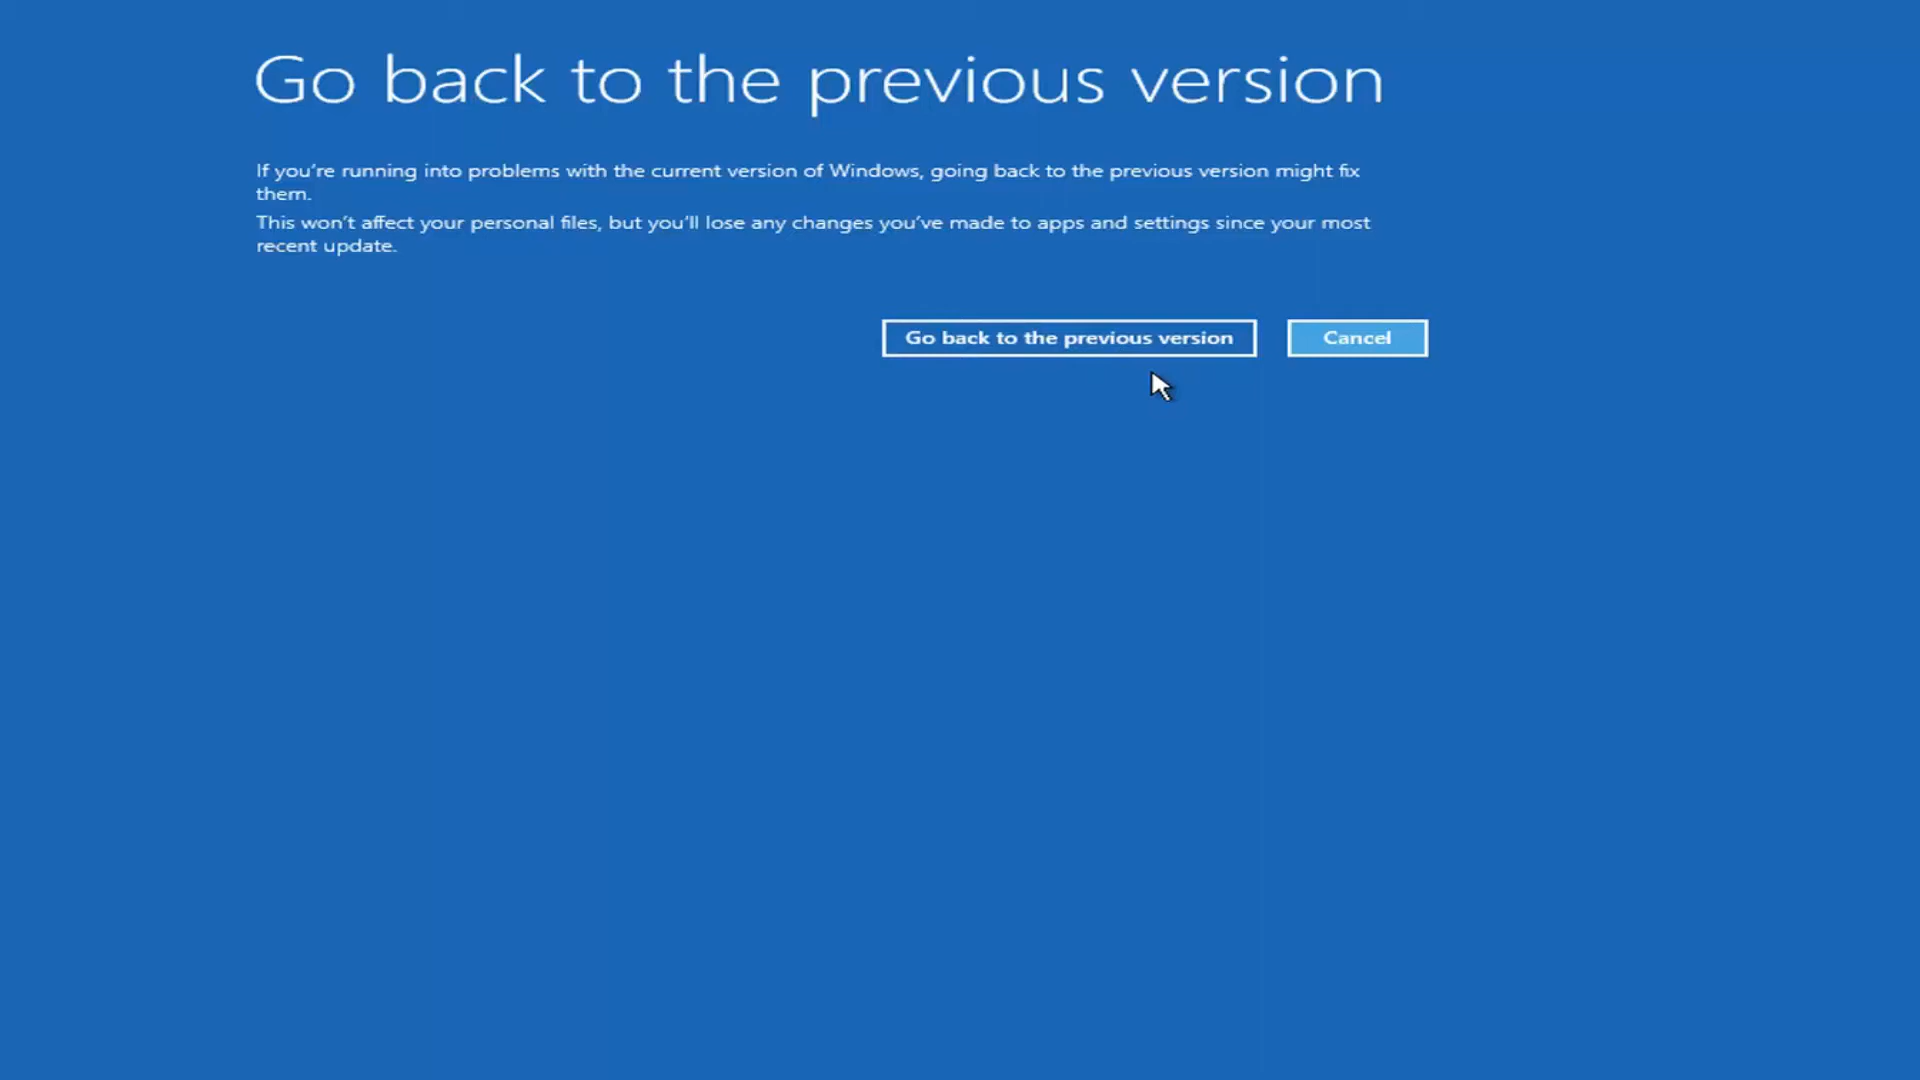 Go back to the previous version
If you’re running into problems with the current version of Windows, going back to the previous version might fix
them.
This won’t affect your personal files, but you’ll lose any changes you’ve made to apps and settings since your most
recent update.
Go back to the previous version
Cancel